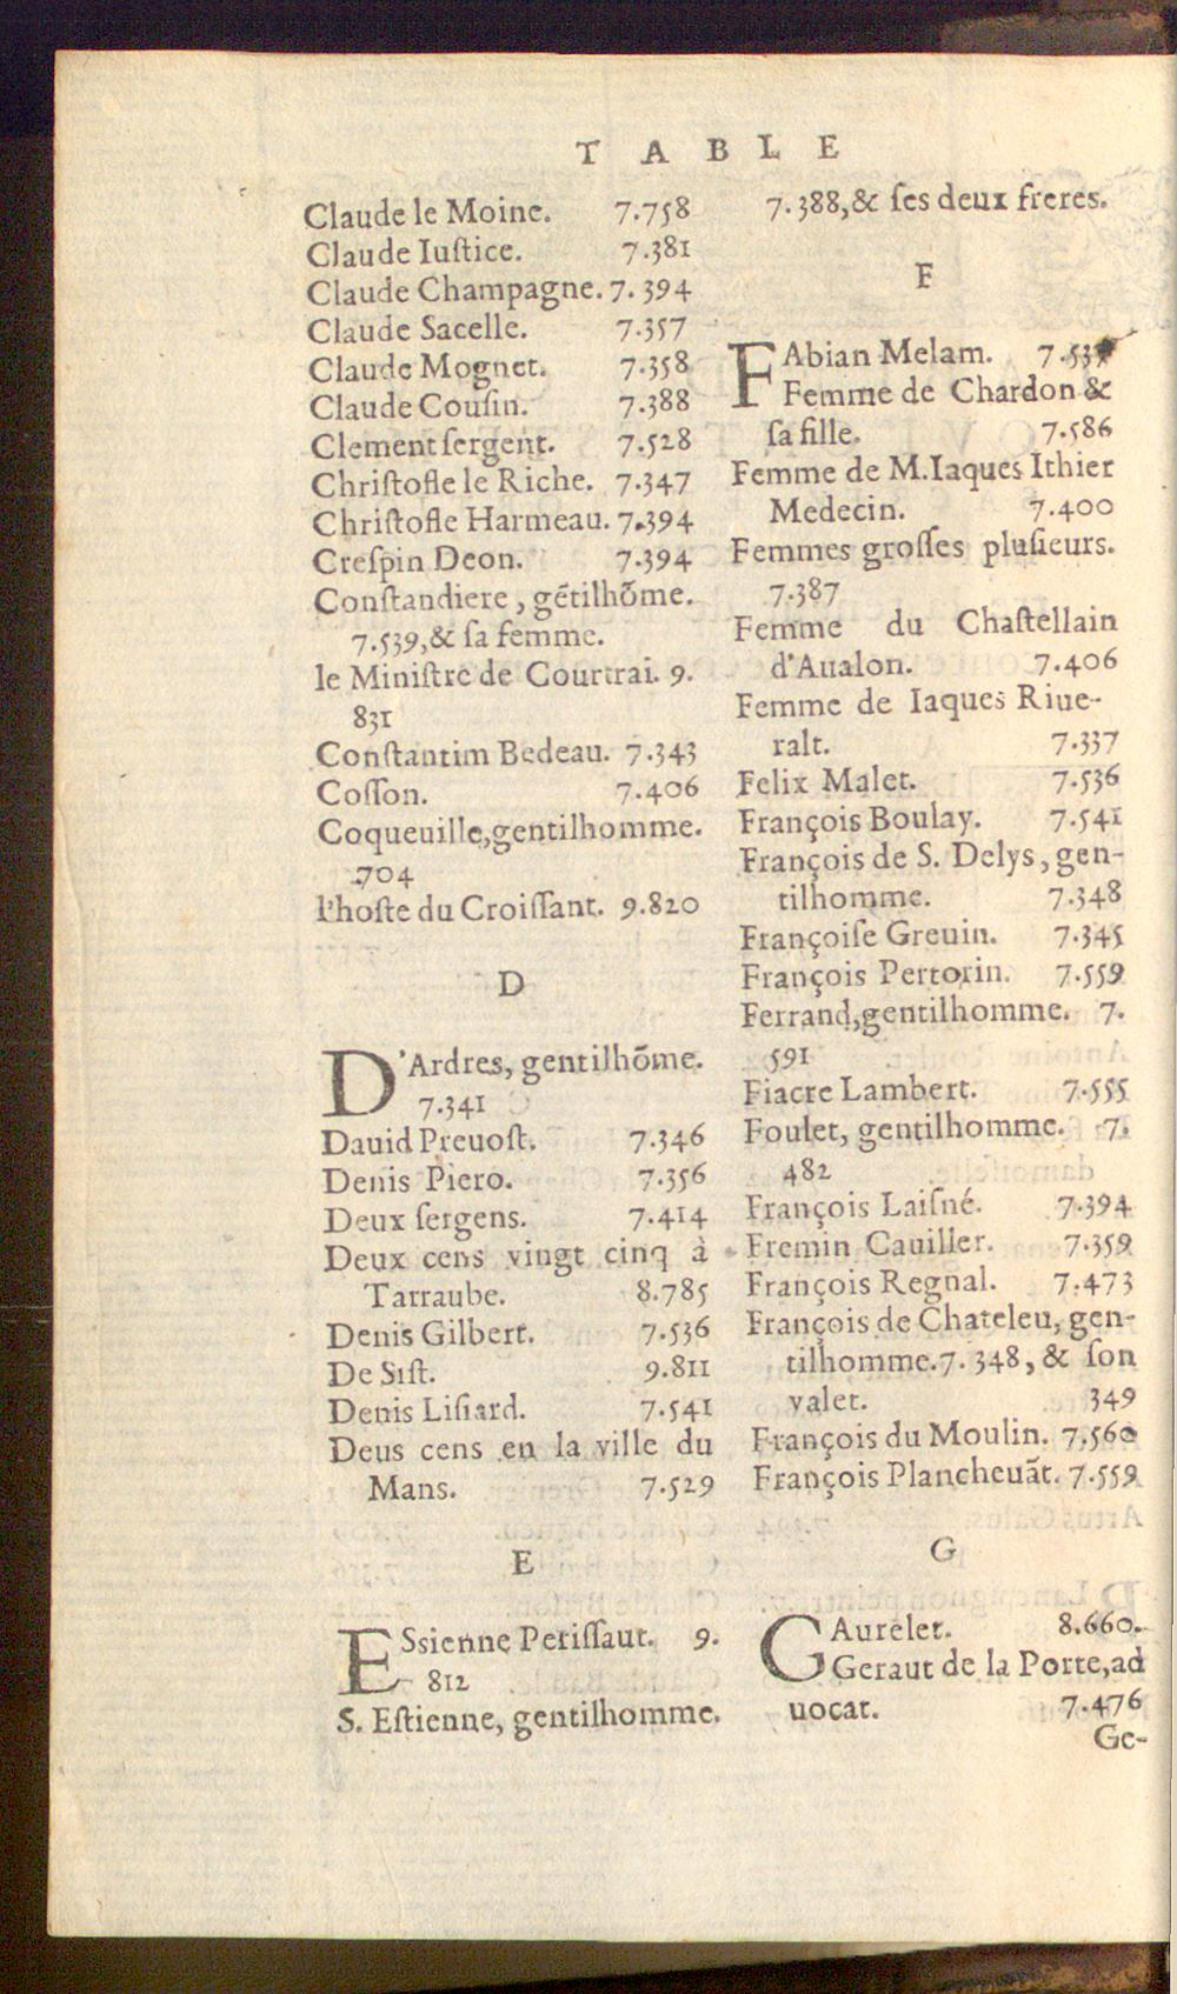 TABLE
Claude le Moine. 7.758
Claude Iuſtice. 7.381
Claude Champagne. 7.394
Claude Sacelle. 7.357
Claude Mognet. 7.358
Claude Couſin. 7.388
Clement ſergent. 7.528
Chriſtofle le Riche. 7.347
Chriſtofle Harmeau. 7.394
Creſpin Deon. 7.394
Conſtandiere, gẽtilhõme.
7.539,& ſa femme.
le Miniſtre de Courtrai. 9.
831
Conſtantim Bedeau. 7.343
Coſſon. 7.406
Coqueuille,gentilhomme.
704
l'hoſte du Croiſſant. 9.820
D
D'Ardres, gentilhõme.
7.341
Dauid Preuoſt. 7.346
Denis Piero. 7.356
Deux ſergens. 7.414
Deux cens vingt cinq à
Tarraube. 8.785
Denis Gilbert. 7.536
De Siſt. 9.811
Denis Liſiard. 7.541
Deus cens en la ville du
Mans. 7.529
E
ESsienne Periſſaut. 9.
812
S. Eſtienne, gentilhomme.
7.388,& ſes deux freres.
F
FAbian Melam.
Femme de Chardon &
ſa fille. 7.586
Femme de M.Iaques Ithier
Medecin. 7.400
Femmes groſſes pluſieurs.
7.387
Femme du Chaſtellain
d'Aualon. 7.406
Femme de Iaques Riue-
ralt. 7.337
Felix Malet. 7.536
François Boulay. 7.541
François de S. Delys, gen-
tilhomme. 7.348
Françoiſe Greuin. 7.345
François Pertorin. 7.559
Ferrand,gentilhomme. 7.
591
Fiacre Lambert. 7.555
Foulet, gentilhomme. 7.
482
François Laiſné. 7.394
Fremin Cauiller. 7.359
François Regnal. 7.473
François de Chateleu, gen-
tilhomme.7.348, & ſon
valet. 349
François du Moulin. 7.560
François Plancheuãt. 7.559
G
GAurelet. 8.660.
Geraut de la Porte,ad
uocat. 7.476
Ge-